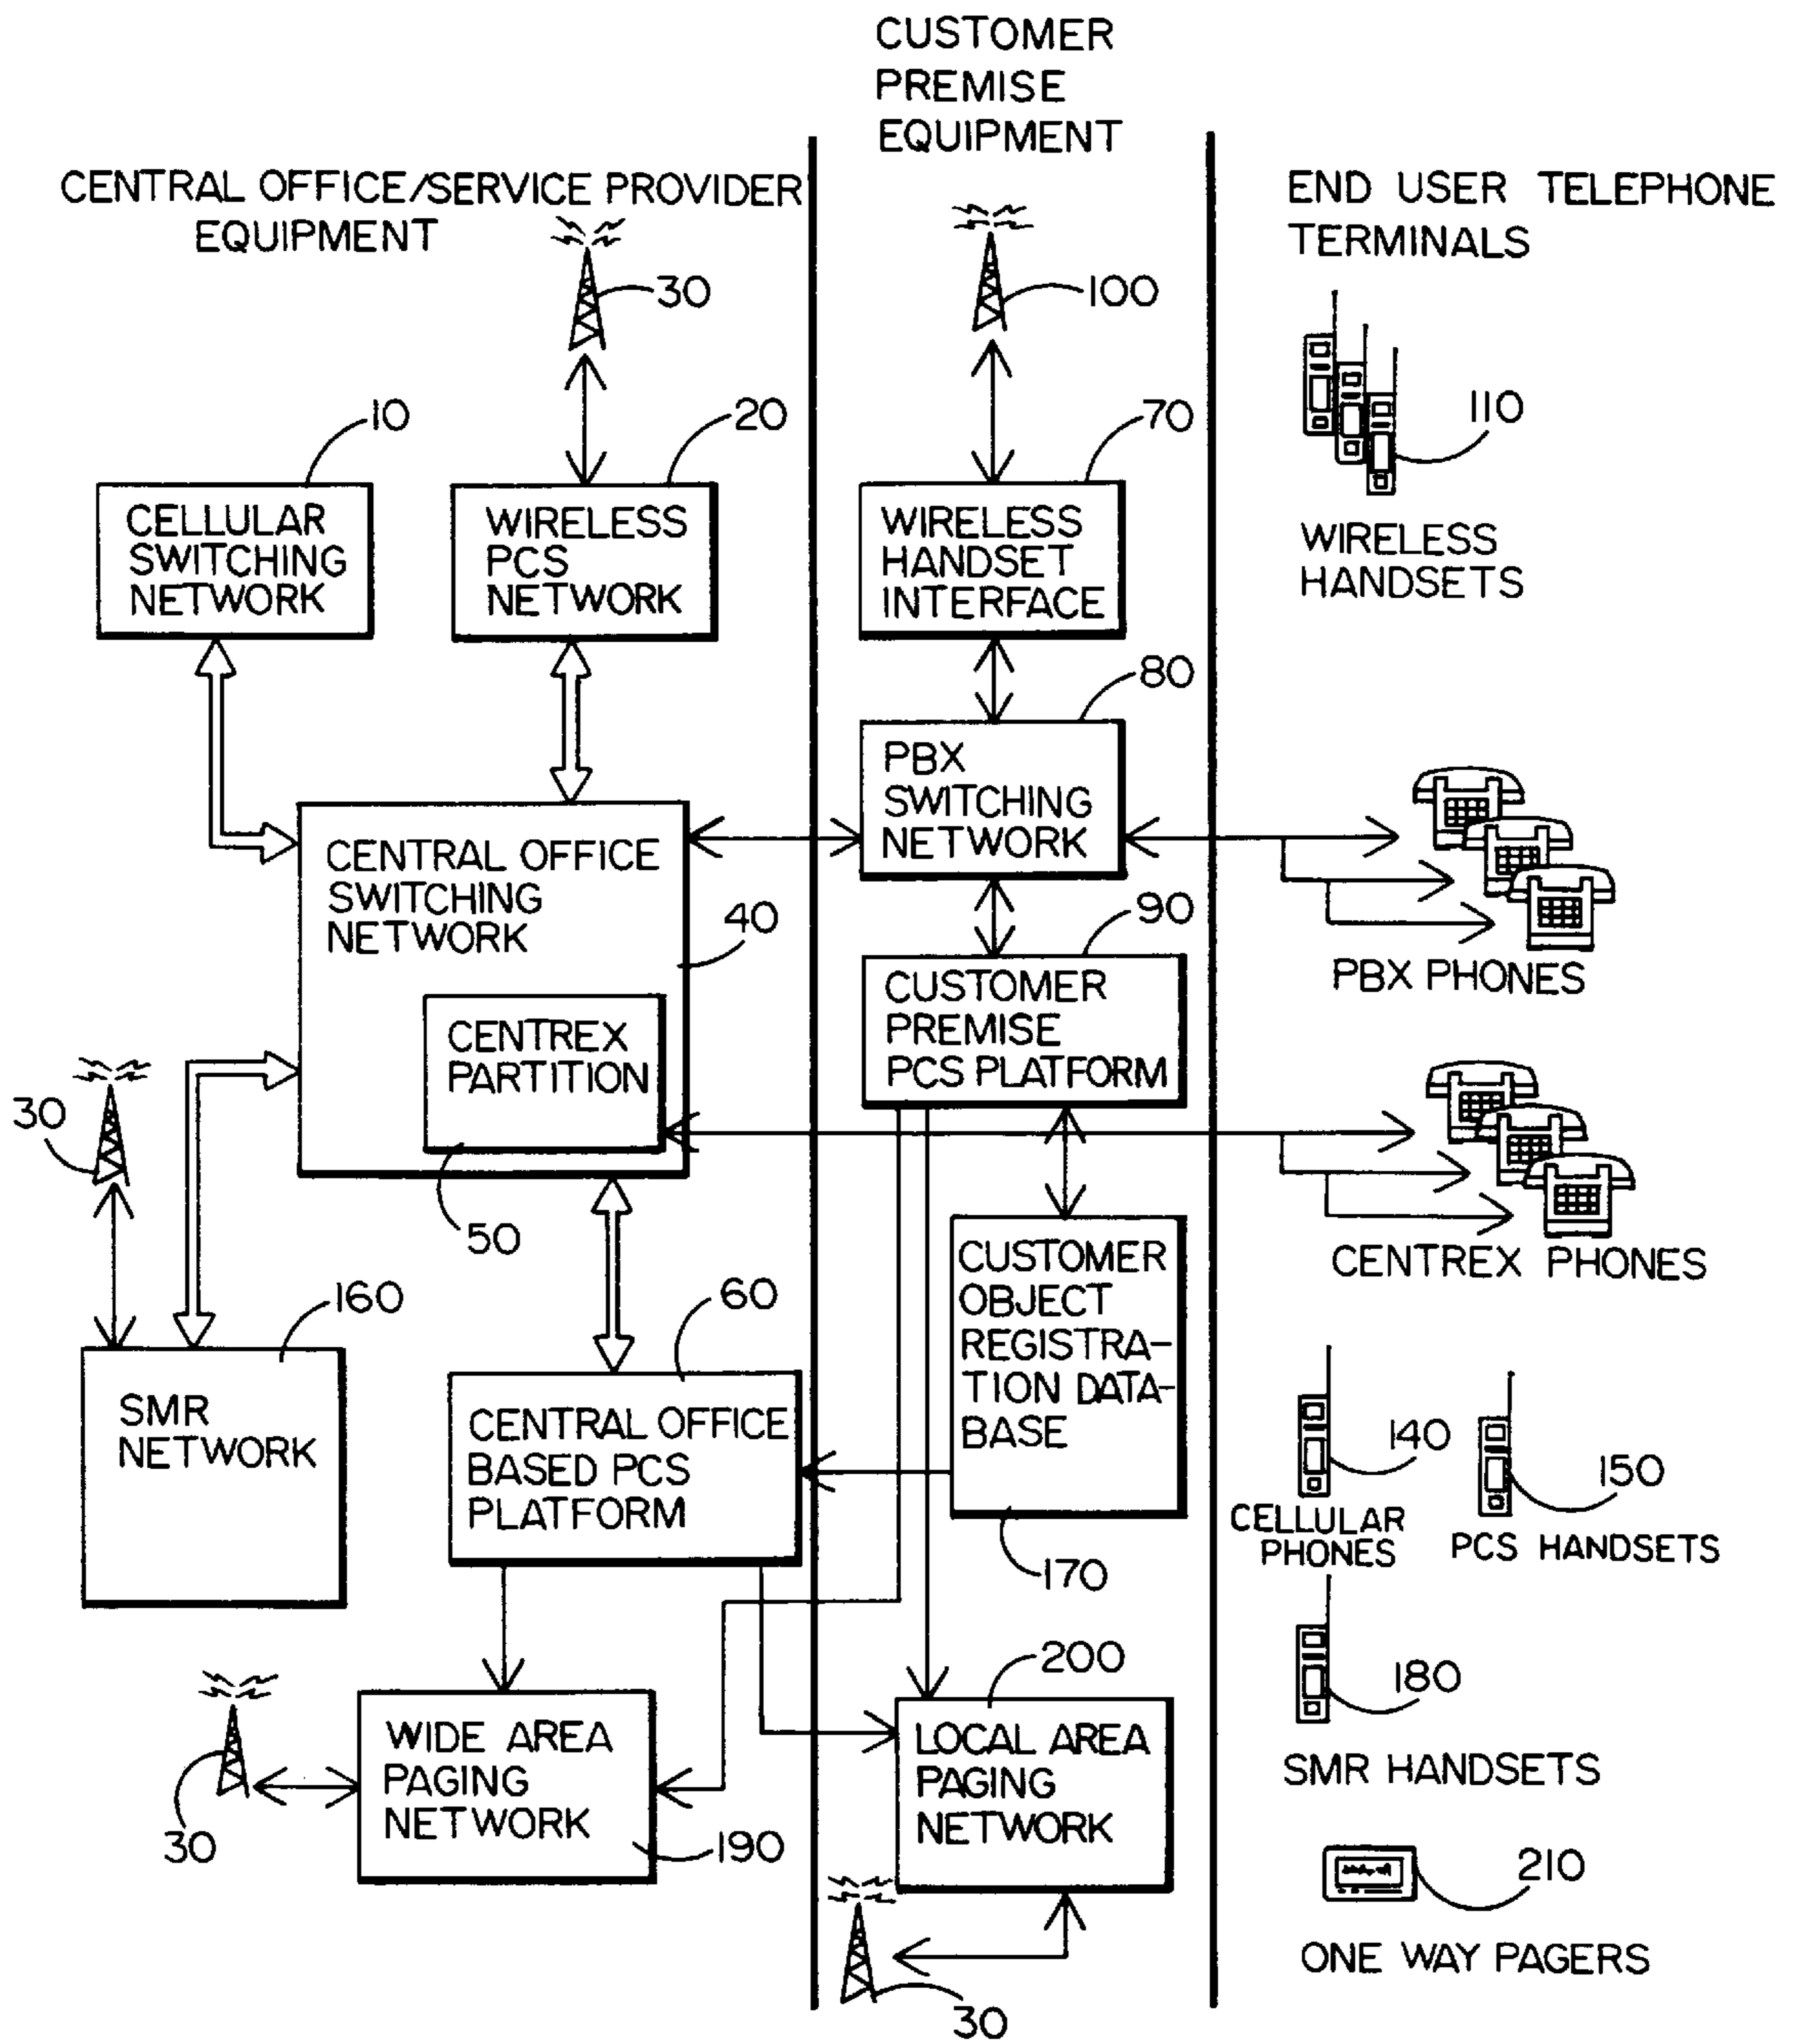 CUSTOMER
PREMISE
EQUIPMENT
CENTRAL OFFICE/SERVICE PROVIDER
EQUIPMENT
END USER TELEPHONE
TERMINALS
30
100
10
20
70
110
CELLULAR
SWITCHING
NETWORK
WIRELESS
PCS
NETWORK
WIRELESS
HANDSET
INTERFACE
WIRELESS
HANDSETS
80
PBX
SWITCHING
NETWORK
CENTRAL OFFICE
SWITCHING
NETWORK
40
90
PBX PHONES
CENTREX
PARTITION
50
CUSTOMER
PREMISE
PCS PLATFORM
30
CENTREX PHONES
160
60
CUSTOMER
OBJECT
REGISTRA-
TION DATA-
BASE
SMR
NETWORK
CENTRAL OFFICE
BASED PCS
PLATFORM
170
140
CELLULAR
PHONES
150
PCS HANDSETS
200
180
SMR HANDSETS
WIDE AREA
PAGING
NETWORK
30
190
LOCAL AREA
PAGING
NETWORK
30
210
ONE WAY PAGERS